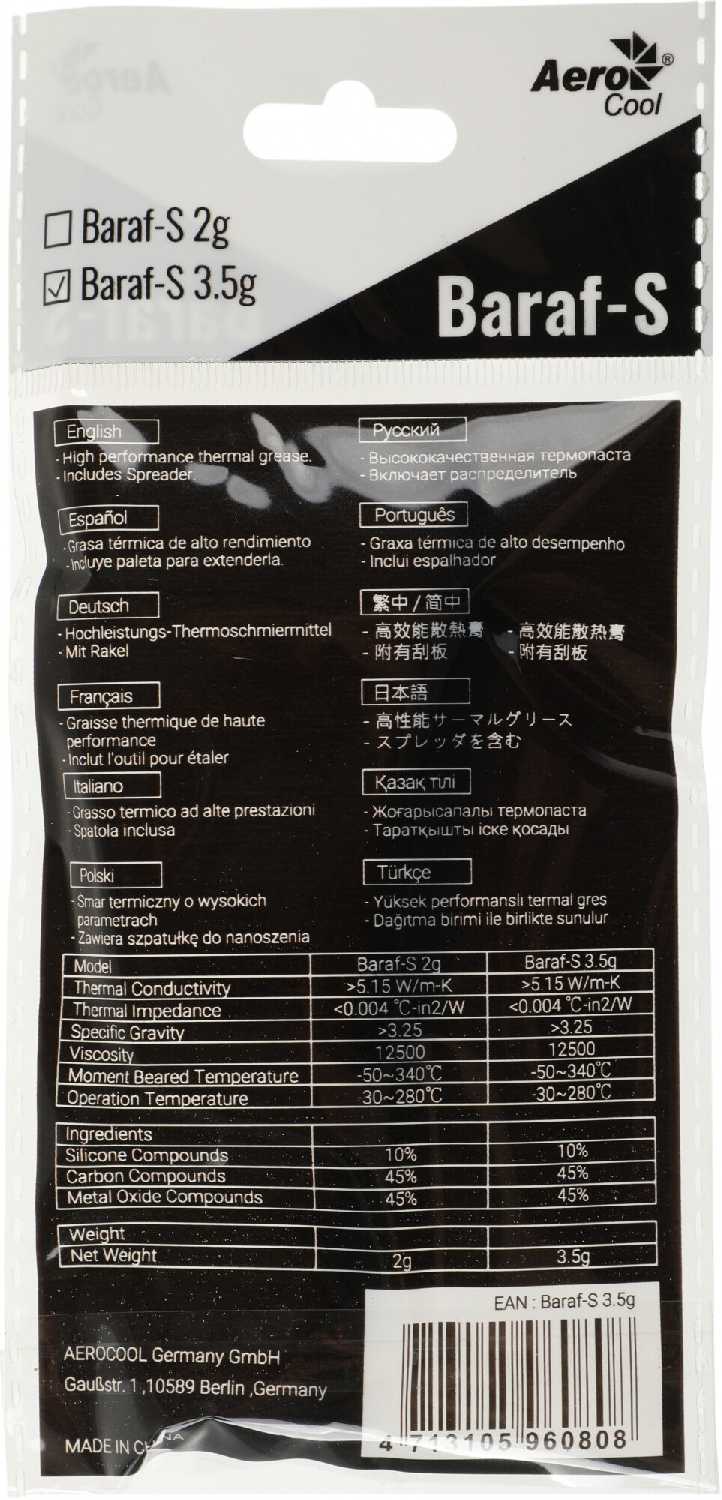 Aero®
Cool
Baraf-S 2g
Baraf-S 3.5g
Baraf-S
English
- High performance thermal grease.
- Includes Spreader.
Русский
- Высококачественная термопаста
- Включает распределитель
Español
- Grasa térmica de alto rendimiento
- Incluye paleta para extenderla.
Português
- Graxa térmica de alto desempenho
- Inclui espalhador
Deutsch
- Hochleistungs-Thermoschmiermittel
- Mit Rakel
繁中 / 简中
- 高效能散熱膏 - 高效能散热膏
- 附有刮板 - 附有刮板
Français
- Graisse thermique de haute
performance
- Inclut l'outil pour étaler
日本語
- 高性能サーマルグリース
- スプレッダを含む
Italiano
- Grasso termico ad alte prestazioni
- Spatola inclusa
Қазақ тілі
- Жоғарысапалы термопаста
- Таратқышты іске қосады
Polski
- Smar termiczny o wysokich
parametrach
- Zawiera szpatułkę do nanoszenia
Türkçe
- Yüksek performanslı termal gres
- Dağıtma birimi ile birlikte sunulur
Model Baraf-S 2g Baraf-S 3.5g
Thermal Conductivity >5.15 W/m-K >5.15 W/m-K
Thermal Impedance <0.004 °C-in2/W <0.004 °C-in2/W
Specific Gravity >3.25 >3.25
Viscosity 12500 12500
Moment Beared Temperature -50~340°C -50~340°C
Operation Temperature -30~280°C -30~280°C
Ingredients
Silicone Compounds 10% 10%
Carbon Compounds 45% 45%
Metal Oxide Compounds 45% 45%
Weight
Net Weight 2g 3.5g
EAN : Baraf-S 3.5g
4 713105 960808
AEROCOOL Germany GmbH
Gaußstr. 1 ,10589 Berlin ,Germany
MADE IN